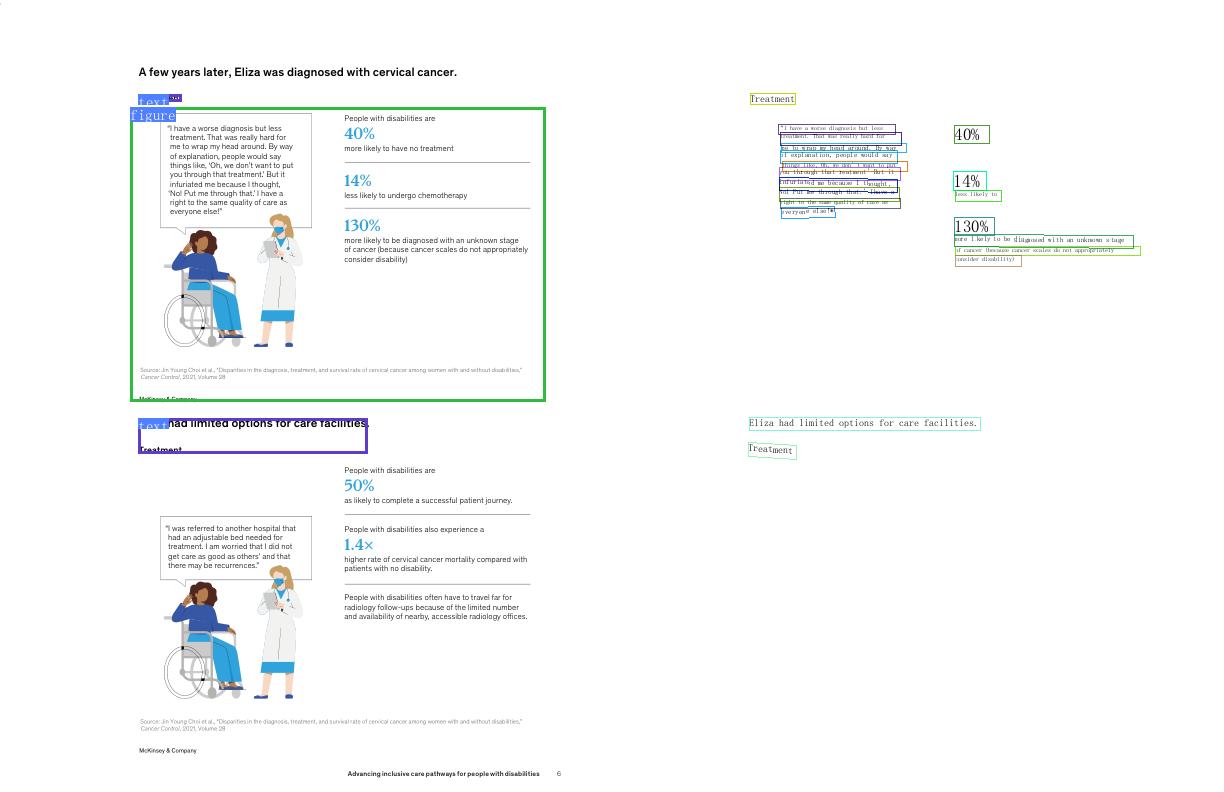 A few years later, Eliza was diagnosed with cervical cancer.
text
figure
"I have a worse diagnosis but less
treatment. That was really hard for
me to wrap my head around. By way
of explanation, people would say
things like, 'Oh, we don't want to put
you through that treatment.' But it
infuriated me because I thought,
'No! Put me through that.' I have a
right to the same quality of care as
everyone else!"
People with disabilities are
40%
more likely to have no treatment
14%
less likely to undergo chemotherapy
130%
more likely to be diagnosed with an unknown stage
of cancer (because cancer scales do not appropriately
consider disability)
Source: Jin Young Choi et al., "Disparities in the diagnosis, treatment, and survival rate of cervical cancer among women with and without disabilities,"
Cancer Control, 2021, Volume 28
McKinsey & Company
text had limited options for care facilities.
Treatment
"I was referred to another hospital that
had an adjustable bed needed for
treatment. I am worried that I did not
get care as good as others' and that
there may be recurrences."
People with disabilities are
50%
as likely to complete a successful patient journey.
People with disabilities also experience a
1.4×
higher rate of cervical cancer mortality compared with
patients with no disability.
People with disabilities often have to travel far for
radiology follow-ups because of the limited number
and availability of nearby, accessible radiology offices.
Source: Jin Young Choi et al., "Disparities in the diagnosis, treatment, and survival rate of cervical cancer among women with and without disabilities,"
Cancer Control, 2021, Volume 28
McKinsey & Company
Advancing inclusive care pathways for people with disabilities 6
Treatment
"I have a worse diagnosis but less
treatment. That was really hard for
me to wrap my head around. By way
of explanation, people would say
things like, 'Oh, we don't want to put
you through that treatment.' But it
infuriated me because I thought,
No! Put me through that.' I have a
right to the same quality of care as
everyone else!"
40%
14%
less likely to
130%
more likely to be diagnosed with an unknown stage
of cancer (because cancer scales do not appropriately
consider disability)
Eliza had limited options for care facilities.
Treatment